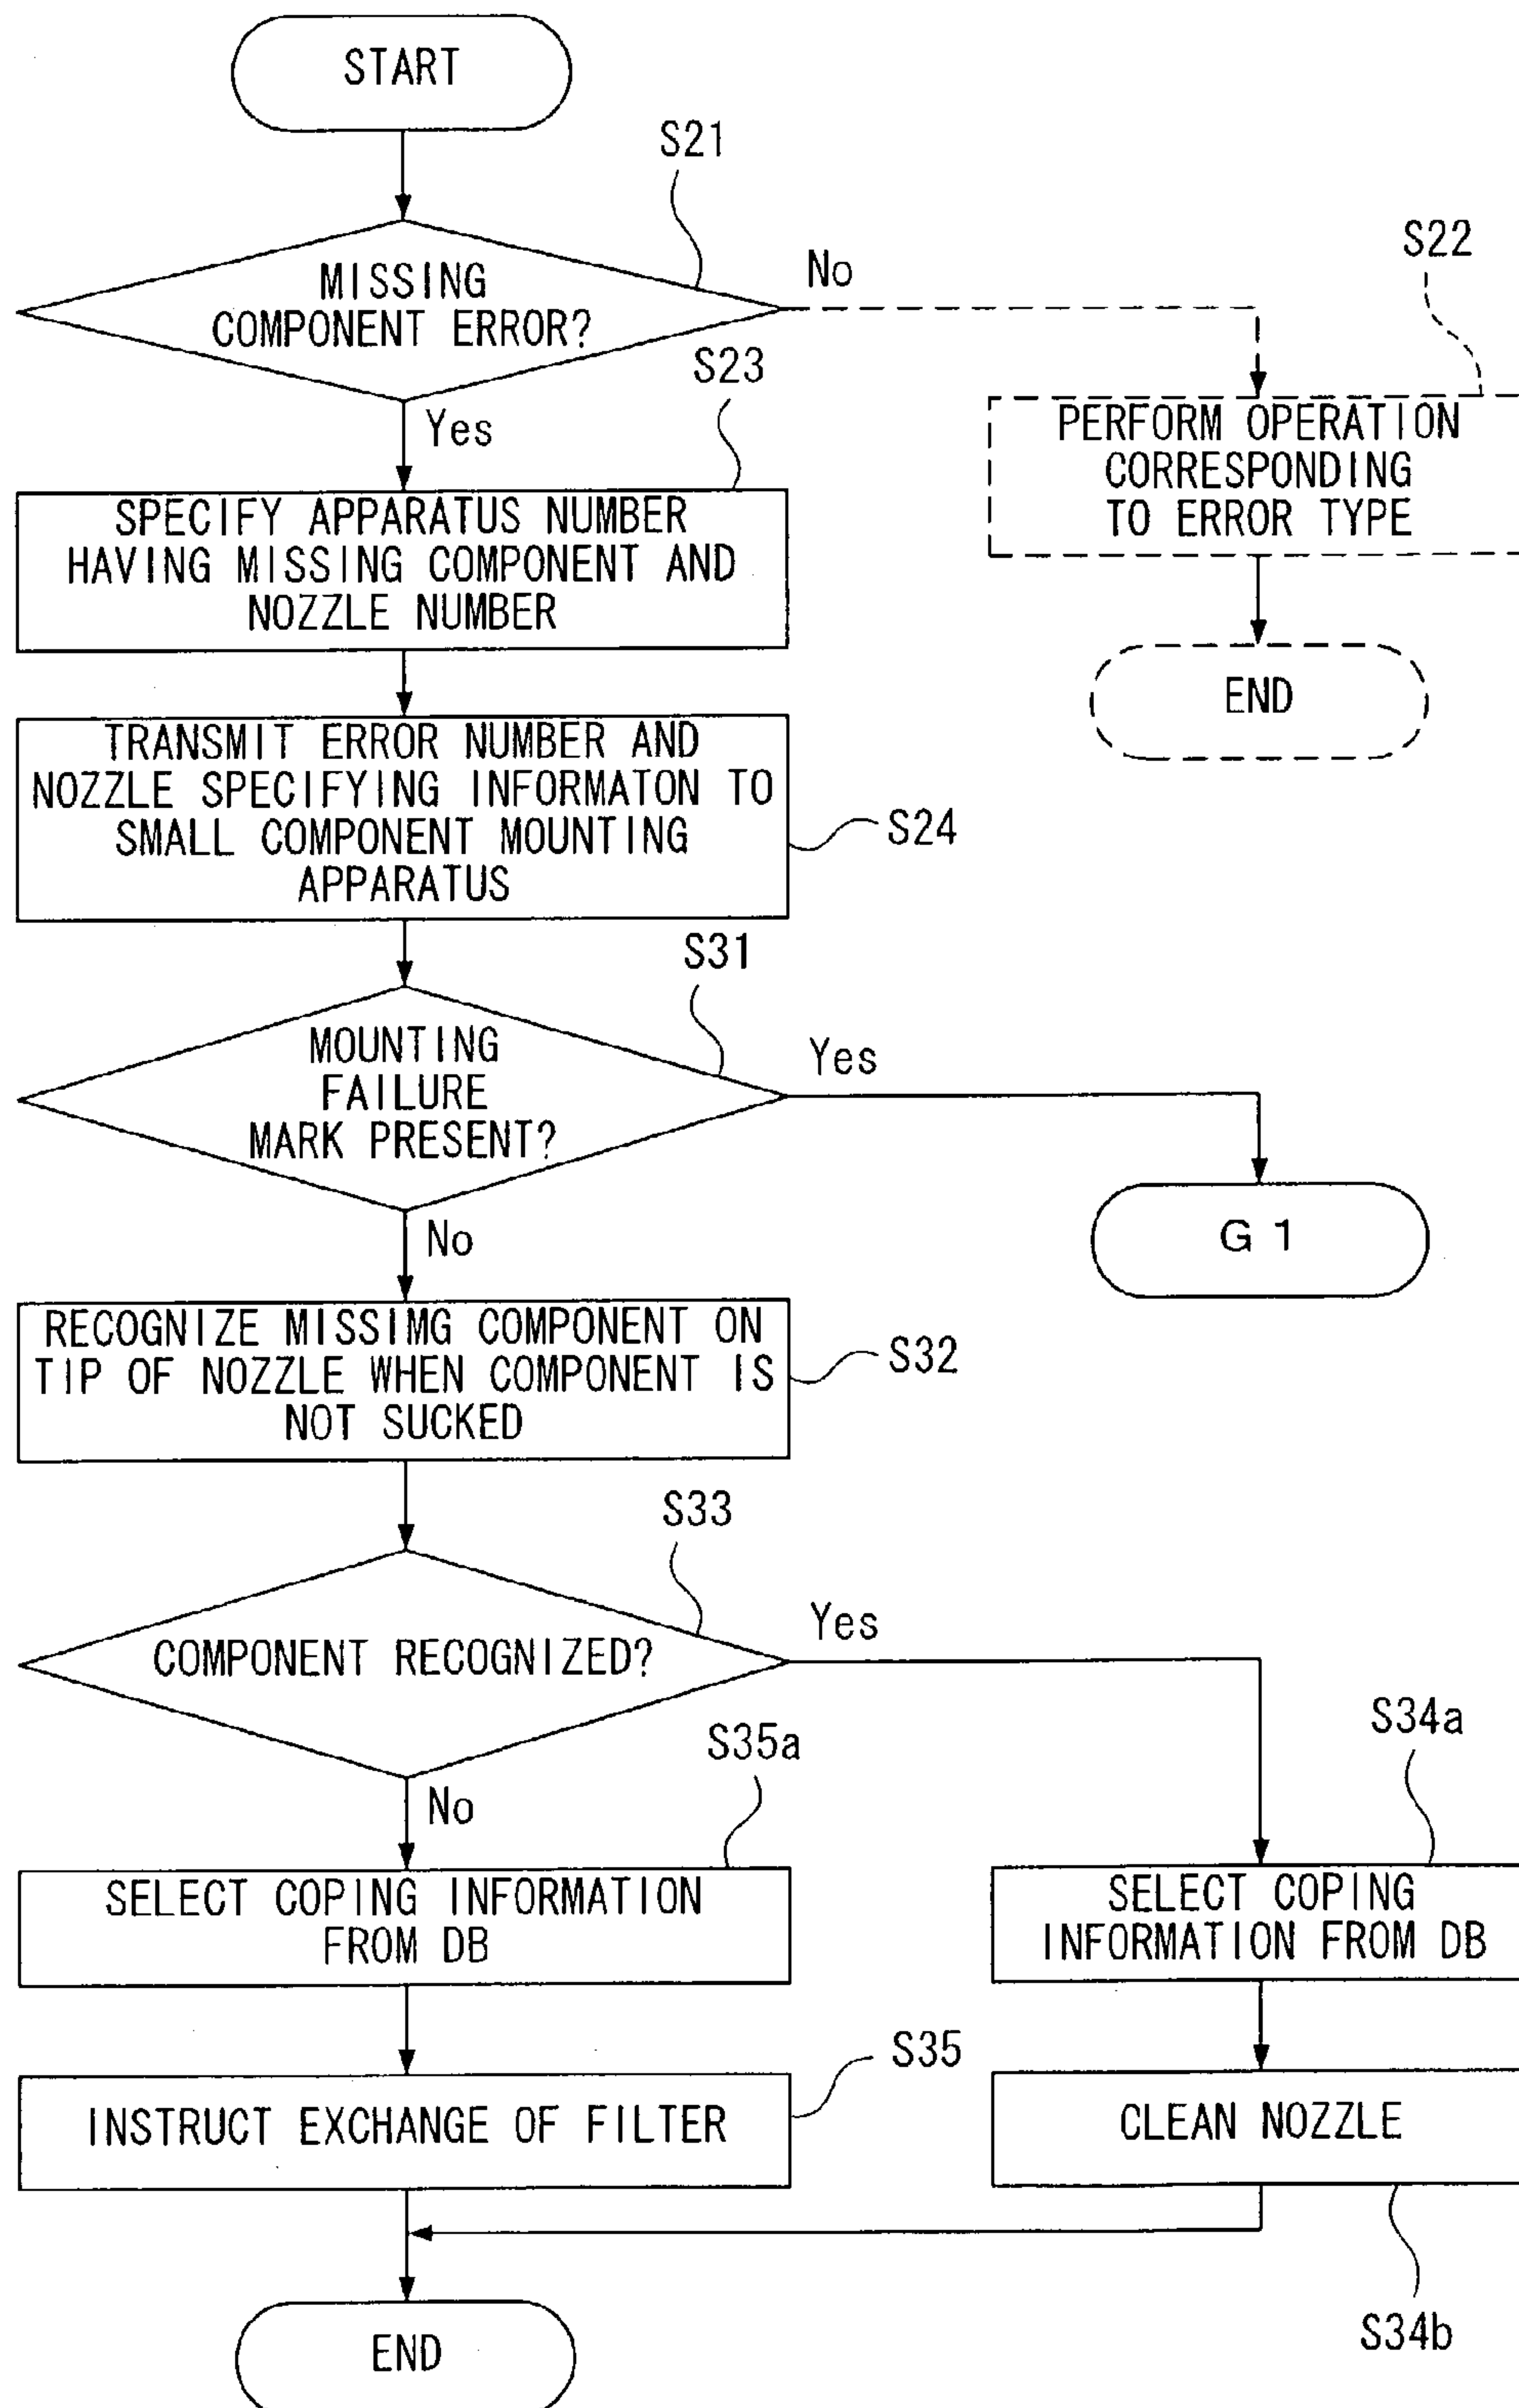 START
S21
MISSING
COMPONENT ERROR?
No
S22
Yes
S23
PERFORM OPERATION
CORRESPONDING
TO ERROR TYPE
SPECIFY APPARATUS NUMBER
HAVING MISSING COMPONENT AND
NOZZLE NUMBER
END
TRANSMIT ERROR NUMBER AND
NOZZLE SPECIFYING INFORMATON TO
SMALL COMPONENT MOUNTING
APPARATUS
S24
S31
MOUNTING
FAILURE
MARK PRESENT?
Yes
G 1
No
RECOGNIZE MISSIMG COMPONENT ON
TIP OF NOZZLE WHEN COMPONENT IS
NOT SUCKED
S32
S33
COMPONENT RECOGNIZED?
Yes
No
S35a
S34a
SELECT COPING INFORMATION
FROM DB
SELECT COPING
INFORMATION FROM DB
INSTRUCT EXCHANGE OF FILTER
S35
CLEAN NOZZLE
S34b
END